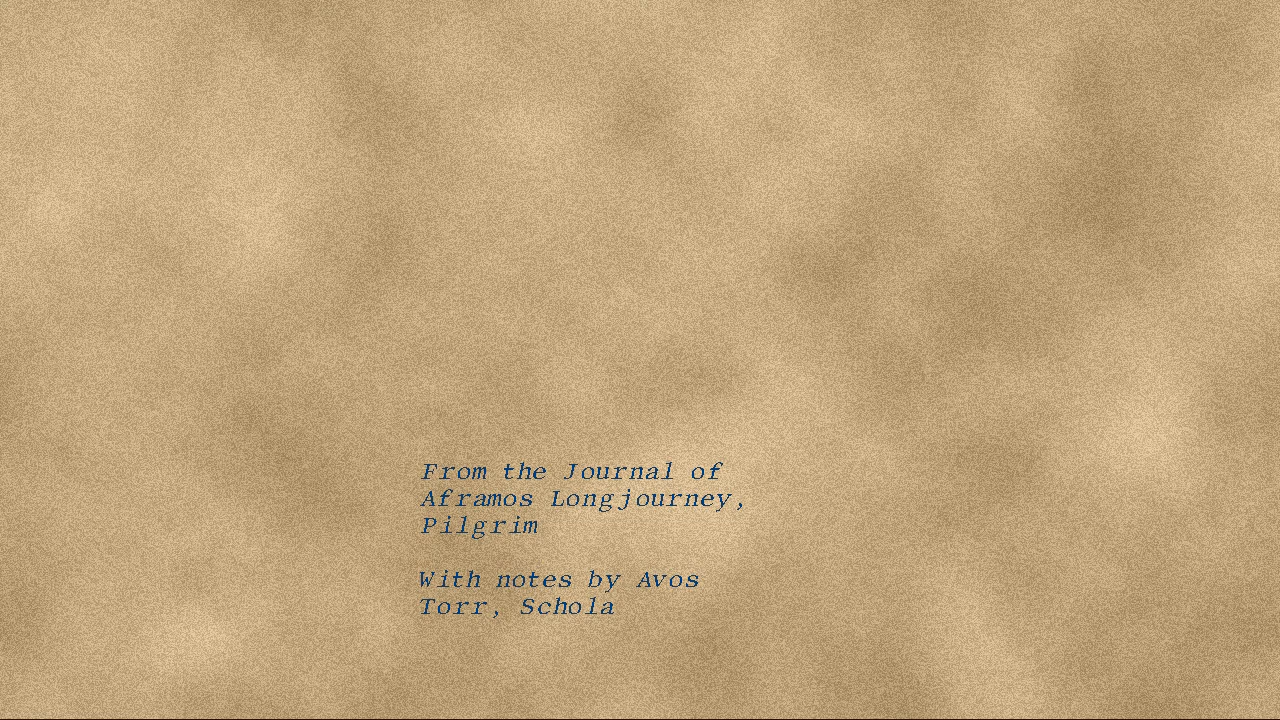 From the Journal of
Aframos Longjourney,
Pilgrim
With notes by Avos
Torr, Schola